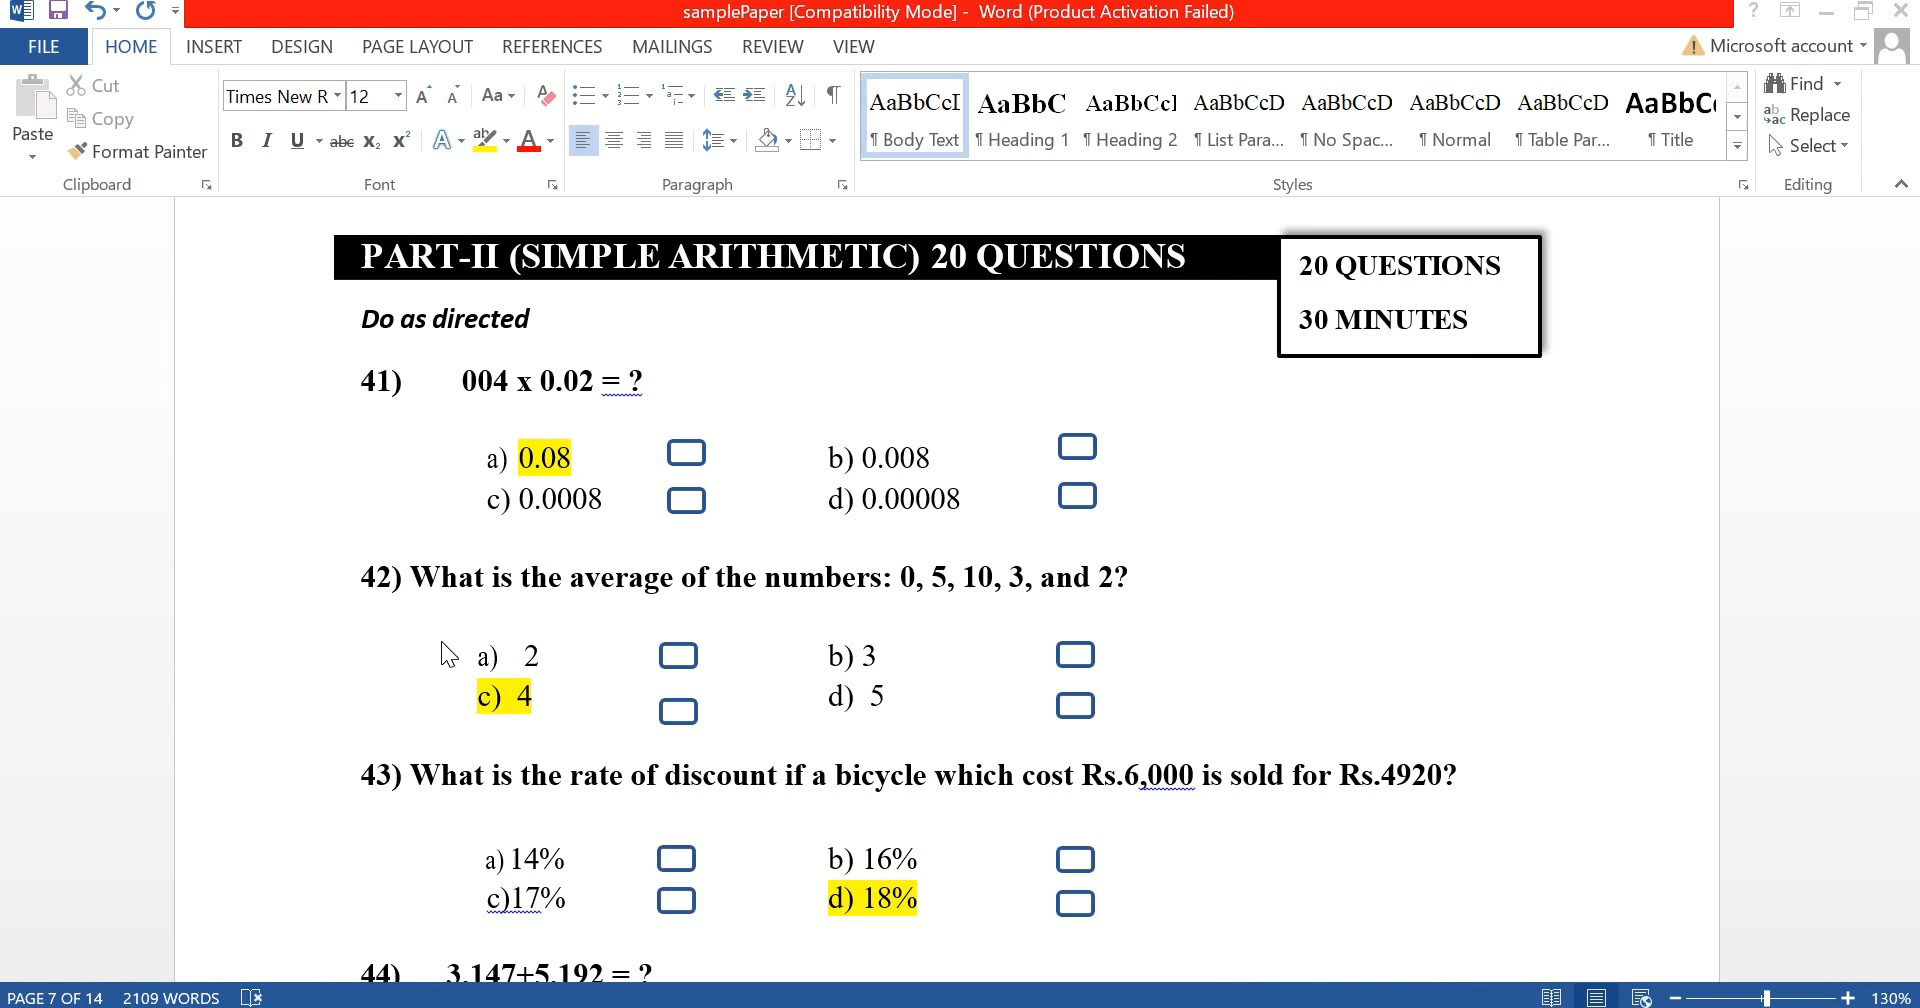 samplePaper [Compatibility Mode] - Word (Product Activation Failed)
FILE HOME INSERT DESIGN PAGE LAYOUT REFERENCES MAILINGS REVIEW VIEW Microsoft account
Cut
Copy
Format Painter
Paste
Clipboard
Times New R 12
Font
Paragraph
AaBbCcI AaBbC AaBbCcI AaBbCcD AaBbCcD AaBbCcD AaBbCcD AaBbC
¶ Body Text ¶ Heading 1 ¶ Heading 2 ¶ List Para... ¶ No Spac... ¶ Normal ¶ Table Par... ¶ Title
Styles
Find
Replace
Select
Editing
PART-II (SIMPLE ARITHMETIC) 20 QUESTIONS
20 QUESTIONS
30 MINUTES
Do as directed
41) 004 x 0.02 = ?
a) 0.08 b) 0.008
c) 0.0008 d) 0.00008
42) What is the average of the numbers: 0, 5, 10, 3, and 2?
a) 2 b) 3
c) 4 d) 5
43) What is the rate of discount if a bicycle which cost Rs.6,000 is sold for Rs.4920?
a) 14% b) 16%
c)17% d) 18%
44) 3.147+5.192 = ?
PAGE 7 OF 14 2109 WORDS 130%